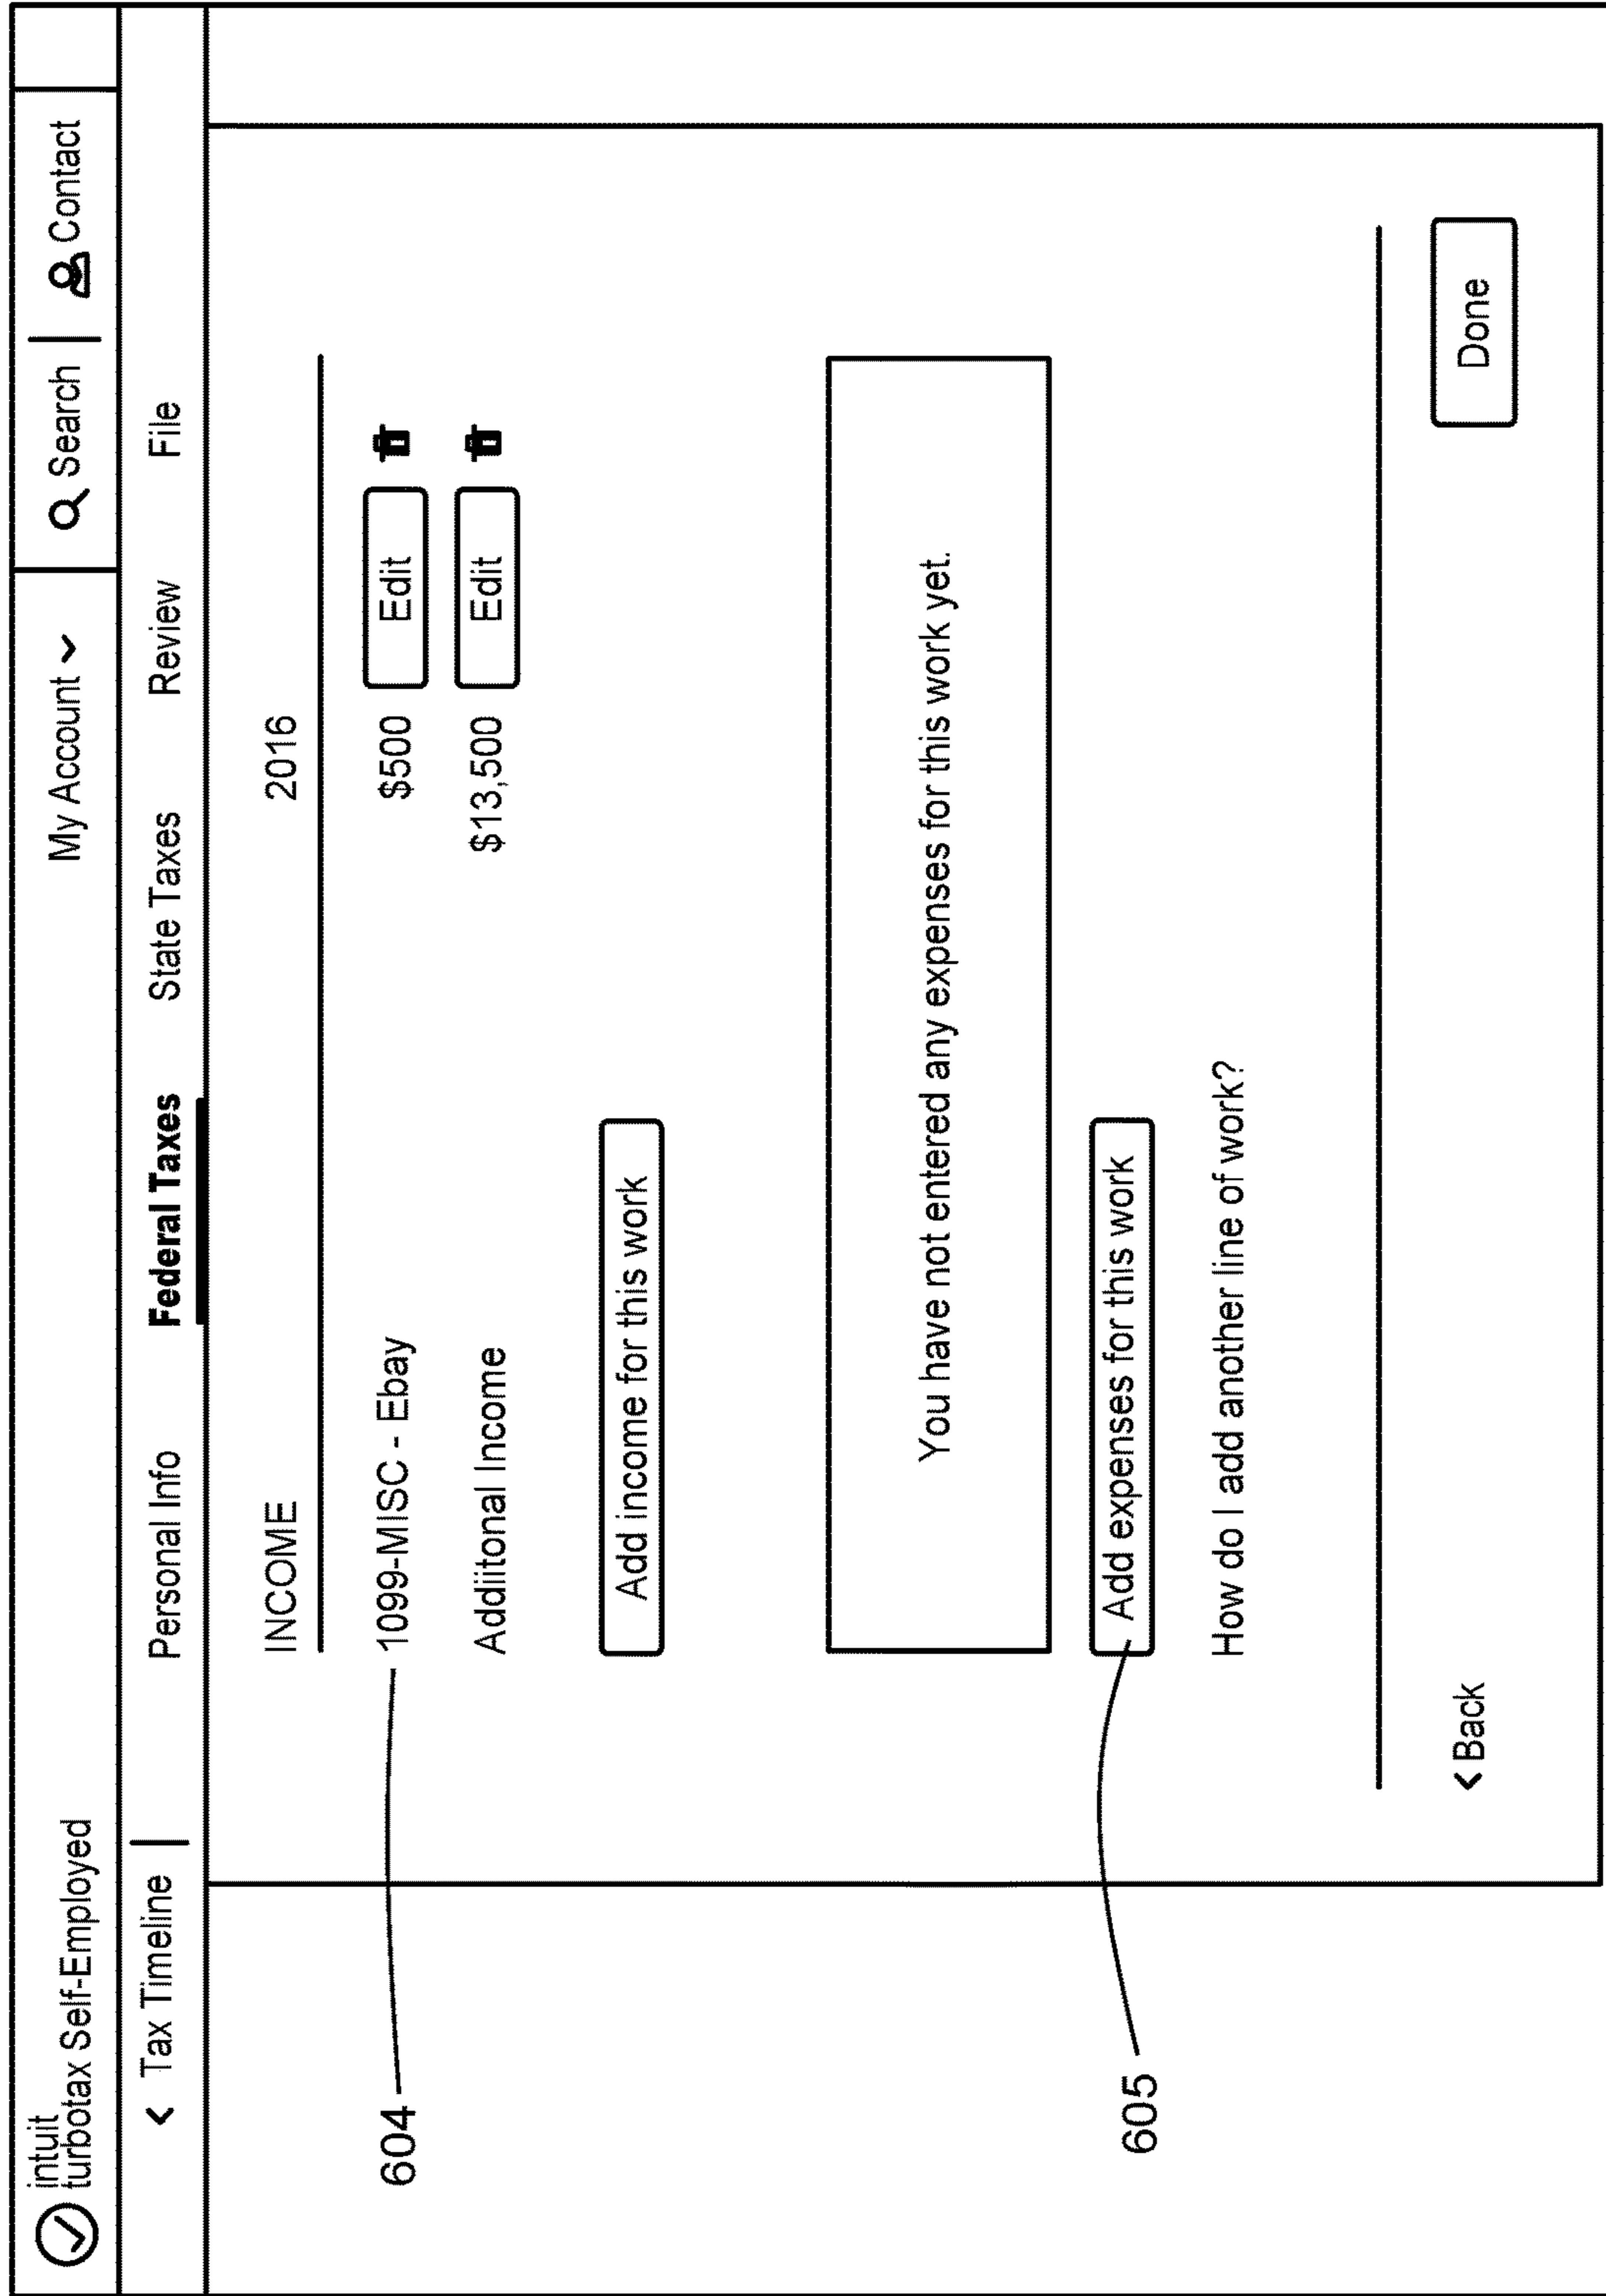 intuit
turbotax Self-Employed
My Account
Search | Contact
Tax Timeline | Personal Info Federal Taxes State Taxes Review File
INCOME 2016
604 1099-MISC - Ebay $500 Edit
Addiitonal Income $13,500 Edit
Add income for this work
You have not entered any expenses for this work yet.
605 Add expenses for this work
How do I add another line of work?
Back Done